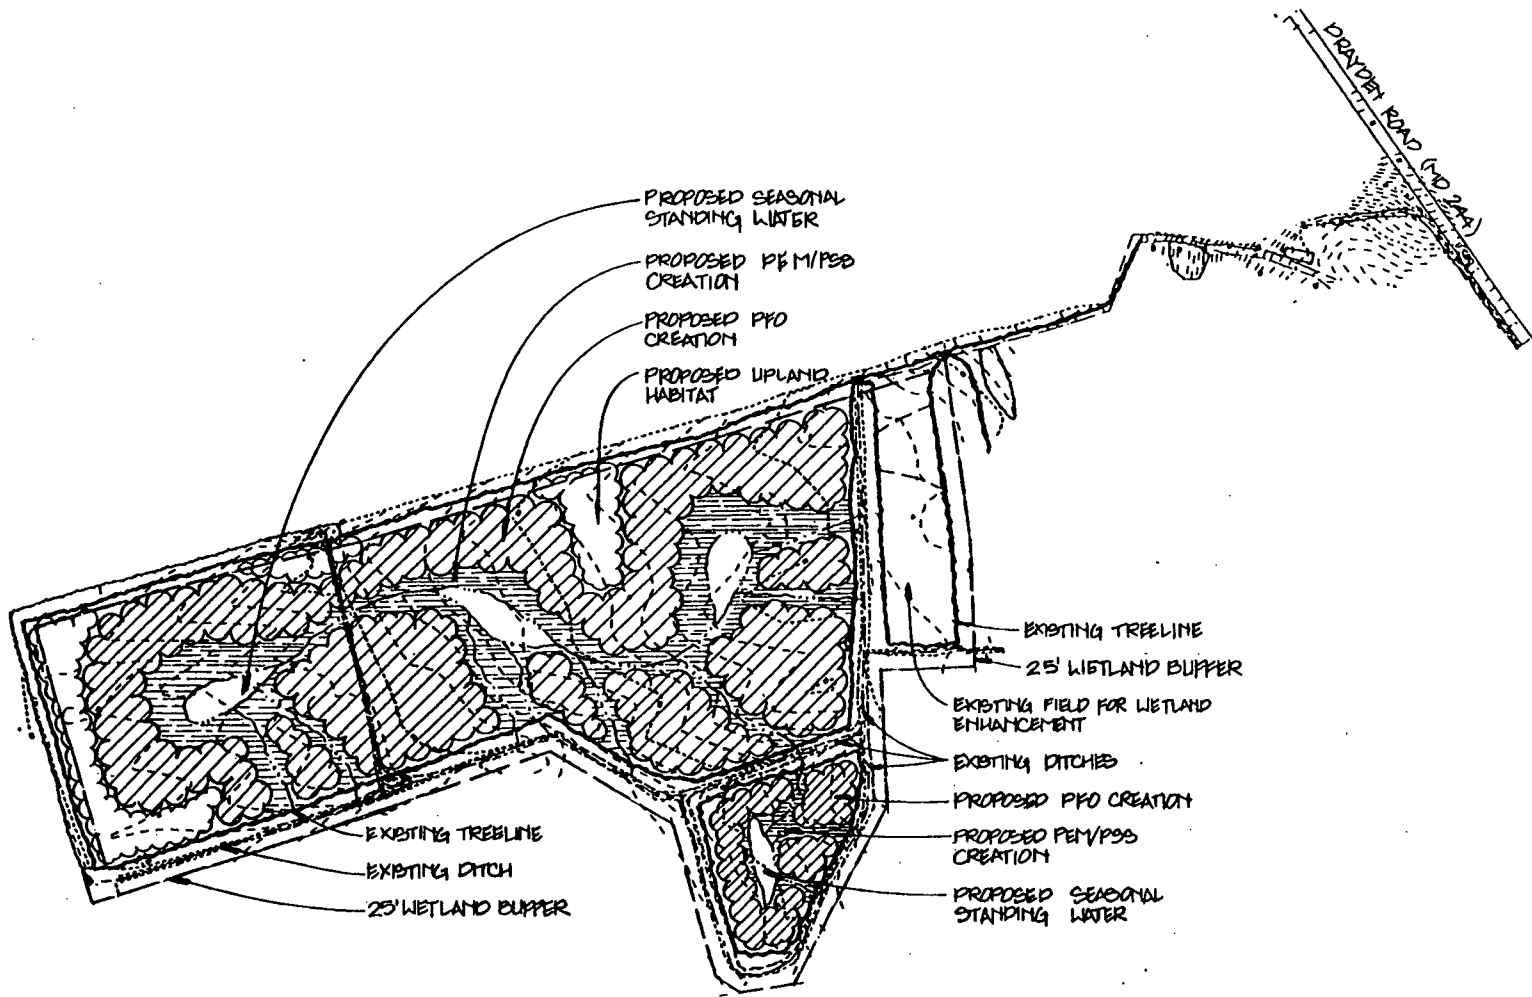 DRAYDEN ROAD (MD 244)
PROPOSED SEASONAL
STANDING WATER
PROPOSED PEM/PSS
CREATION
PROPOSED PFO
CREATION
PROPOSED UPLAND
HABITAT
EXISTING TREELINE
25' WETLAND BUFFER
EXISTING FIELD FOR WETLAND
ENHANCEMENT
EXISTING DITCHES
PROPOSED PFO CREATION
PROPOSED PEM/PSS
CREATION
PROPOSED SEASONAL
STANDING WATER
EXISTING TREELINE
EXISTING DITCH
25' WETLAND BUFFER